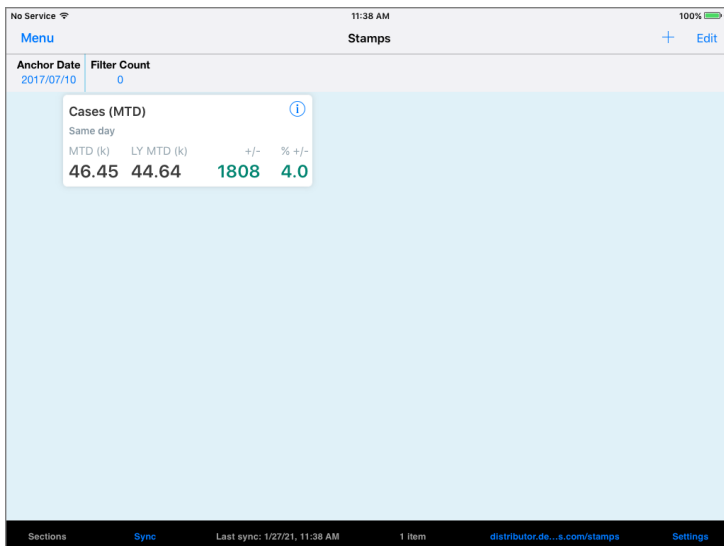 No Service 11:38 AM 100%
Menu Stamps + Edit
Anchor Date Filter Count
2017/07/10 0
Cases (MTD) i
Same day
MTD (k) LY MTD (k) +/- % +/-
46.45 44.64 1808 4.0
Sections Sync Last sync: 1/27/21, 11:38 AM 1 item distributor.de...s.com/stamps Settings